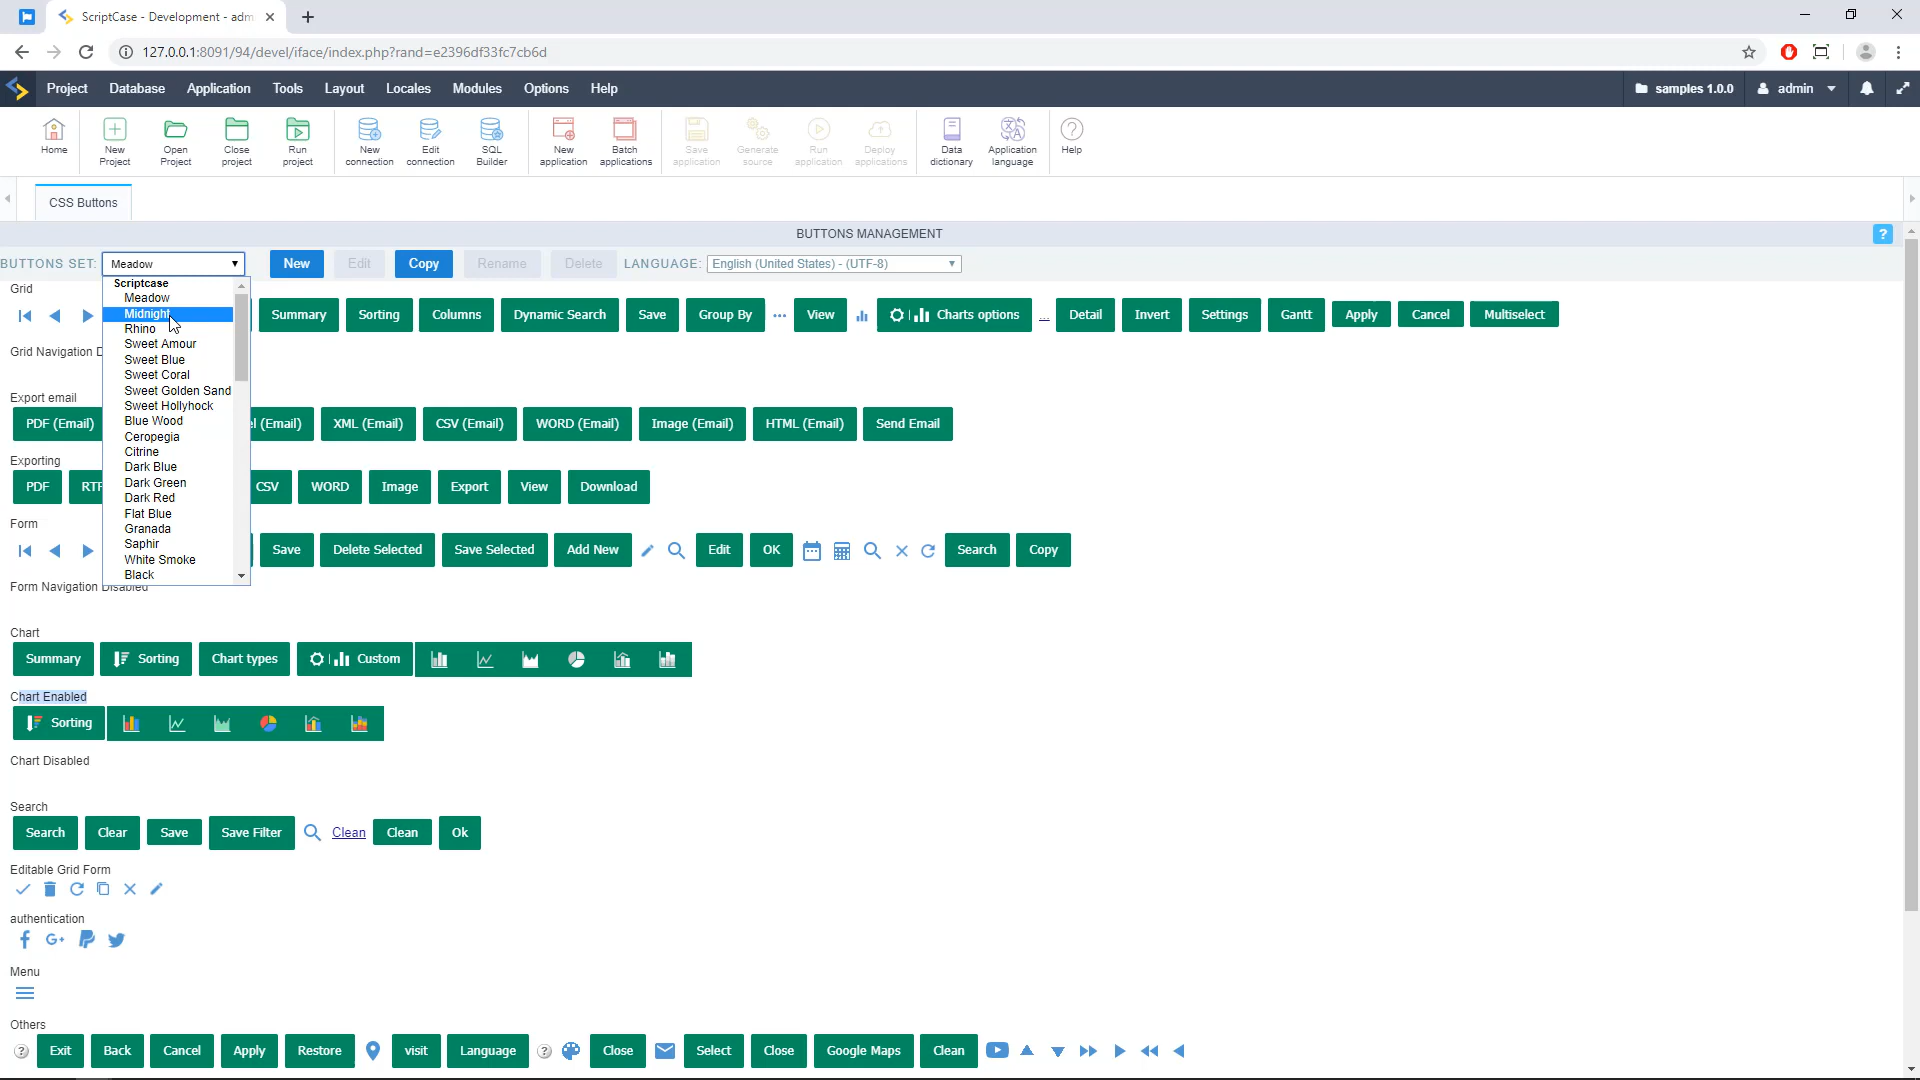 ScriptCase - Development - adm
127.0.0.1:8091/94/devel/iface/index.php?rand=e2396df33fc7cb6d
Project Database Application Tools Layout Locales Modules Options Help samples 1.0.0 admin
Home New Project Open Project Close project Run project New connection Edit connection SQL Builder New application Batch applications Save application Generate source Run application Deploy applications Data dictionary Application language Help
CSS Buttons
BUTTONS MANAGEMENT ?
BUTTONS SET: Meadow New Edit Copy Rename Delete LANGUAGE: English (United States) - (UTF-8)
Scriptcase
Meadow
Midnight
Rhino
Sweet Amour
Sweet Blue
Sweet Coral
Sweet Golden Sand
Sweet Hollyhock
Blue Wood
Ceropegia
Citrine
Dark Blue
Dark Green
Dark Red
Flat Blue
Granada
Saphir
White Smoke
Black
Grid
Summary Sorting Columns Dynamic Search Save Group By ... View Charts options ... Detail Invert Settings Gantt Apply Cancel Multiselect
Grid Navigation D
Export email
PDF (Email) el (Email) XML (Email) CSV (Email) WORD (Email) Image (Email) HTML (Email) Send Email
Exporting
PDF RTF CSV WORD Image Export View Download
Form
Save Delete Selected Save Selected Add New Edit OK Search Copy
Form Navigation Disabled
Chart
Summary Sorting Chart types Custom
Chart Enabled
Sorting
Chart Disabled
Search
Search Clear Save Save Filter Clean Clean Ok
Editable Grid Form
authentication
G+
Menu
Others
? Exit Back Cancel Apply Restore visit Language ? Close Select Close Google Maps Clean